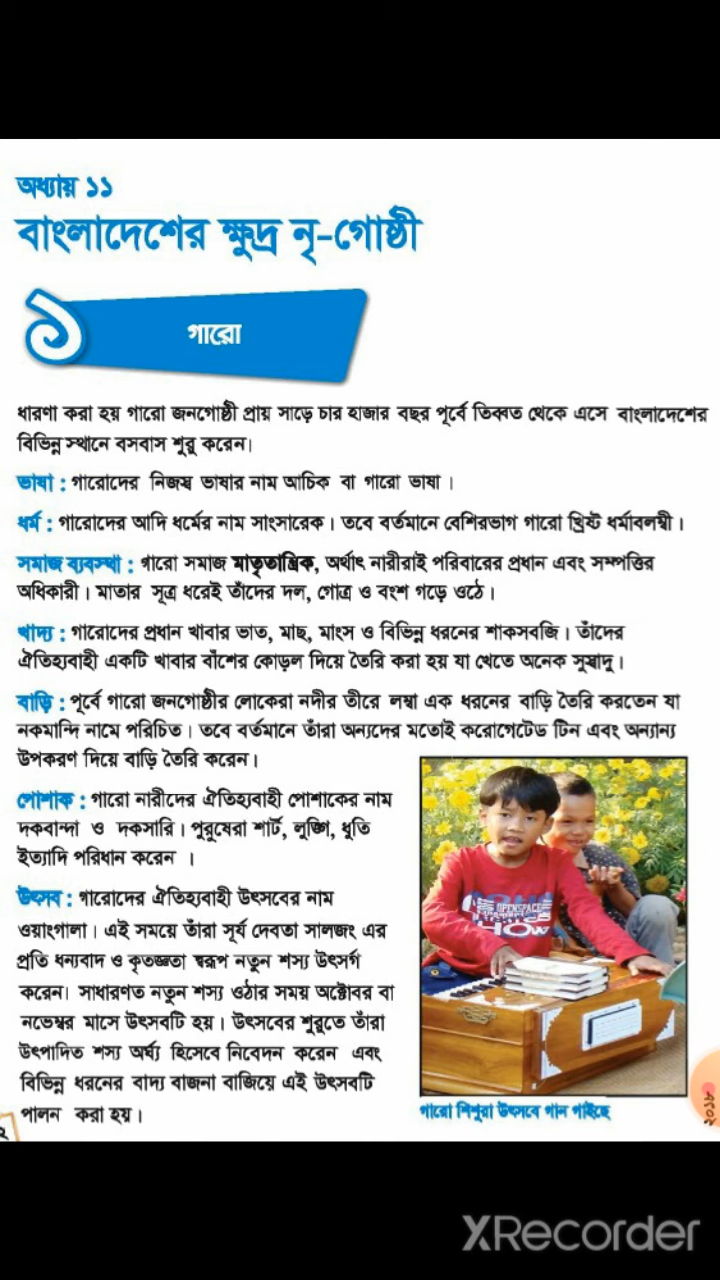 অধ্যায় ১১
বাংলাদেশের ক্ষুদ্র নৃ-গোষ্ঠী
১
গারো
ধারণা করা হয় গারো জনগোষ্ঠী প্রায় সাড়ে চার হাজার বছর পূর্বে তিব্বত থেকে এসে বাংলাদেশের
বিভিন্ন স্থানে বসবাস শুরু করেন।
ভাষা : গারোদের নিজস্ব ভাষার নাম আচিক বা গারো ভাষা।
ধর্ম : গারোদের আদি ধর্মের নাম সাংসারেক। তবে বর্তমানে বেশিরভাগ গারো খ্রিষ্ট ধর্মাবলম্বী।
সমাজ ব্যবস্থা : গারো সমাজ মাতৃতান্ত্রিক, অর্থাৎ নারীরাই পরিবারের প্রধান এবং সম্পত্তির
অধিকারী। মাতার সূত্র ধরেই তাঁদের দল, গোত্র ও বংশ গড়ে ওঠে।
খাদ্য : গারোদের প্রধান খাবার ভাত, মাছ, মাংস ও বিভিন্ন ধরনের শাকসবজি। তাঁদের
ঐতিহ্যবাহী একটি খাবার বাঁশের কোড়ল দিয়ে তৈরি করা হয় যা খেতে অনেক সুস্বাদু।
বাড়ি : পূর্বে গারো জনগোষ্ঠীর লোকেরা নদীর তীরে লম্বা এক ধরনের বাড়ি তৈরি করতেন যা
নকমান্দি নামে পরিচিত। তবে বর্তমানে তাঁরা অন্যদের মতোই করোগেটেড টিন এবং অন্যান্য
উপকরণ দিয়ে বাড়ি তৈরি করেন।
পোশাক : গারো নারীদের ঐতিহ্যবাহী পোশাকের নাম
দকবান্দা ও দকসারি। পুরুষেরা শার্ট, লুঙ্গি, ধুতি
ইত্যাদি পরিধান করেন ।
উৎসব : গারোদের ঐতিহ্যবাহী উৎসবের নাম
ওয়াংগালা। এই সময়ে তাঁরা সূর্য দেবতা সালজং এর
প্রতি ধন্যবাদ ও কৃতজ্ঞতা স্বরূপ নতুন শস্য উৎসর্গ
করেন। সাধারণত নতুন শস্য ওঠার সময় অক্টোবর বা
নভেম্বর মাসে উৎসবটি হয়। উৎসবের শুরুতে তাঁরা
উৎপাদিত শস্য অর্ঘ্য হিসেবে নিবেদন করেন এবং
বিভিন্ন ধরনের বাদ্য বাজনা বাজিয়ে এই উৎসবটি
পালন করা হয়।
OPENSPACE
গারো শিশুরা উৎসবে গান গাইছে
২০১৮
XRecorder